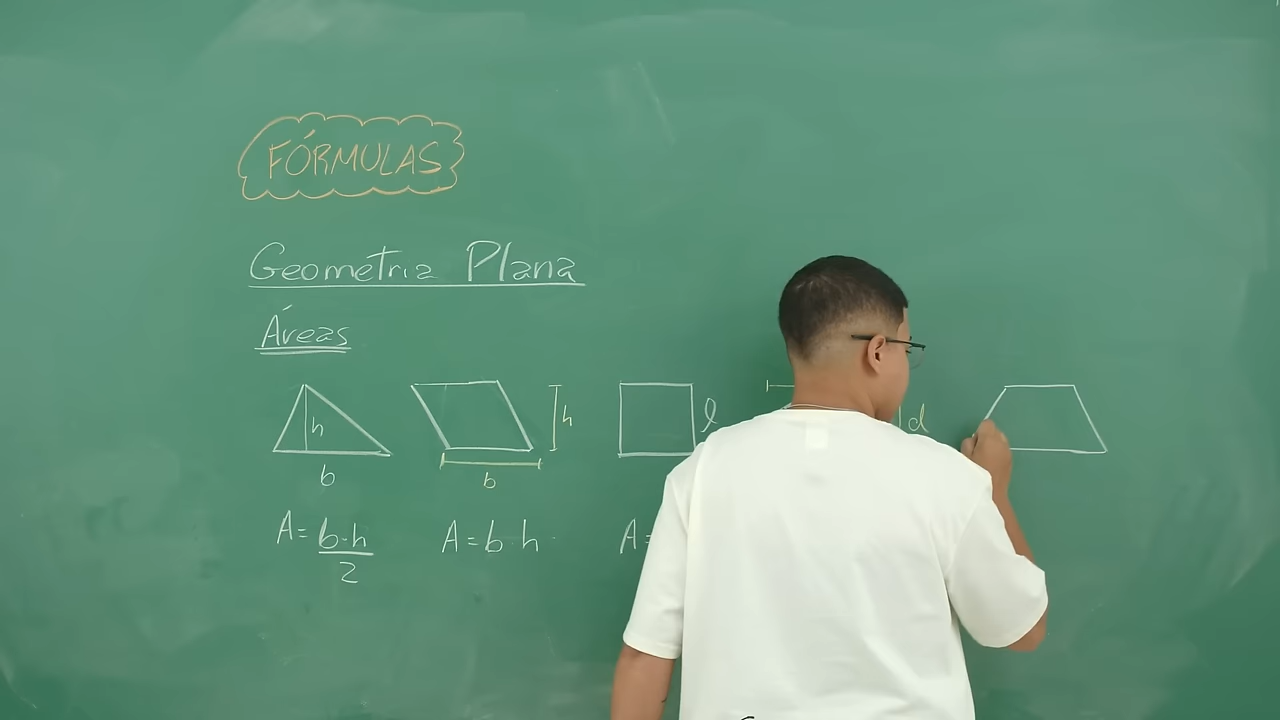 FÓRMULAS
Geometria Plana
Áreas
h
h
l
d
b
b
A = b·h / 2
A = b·h
A =